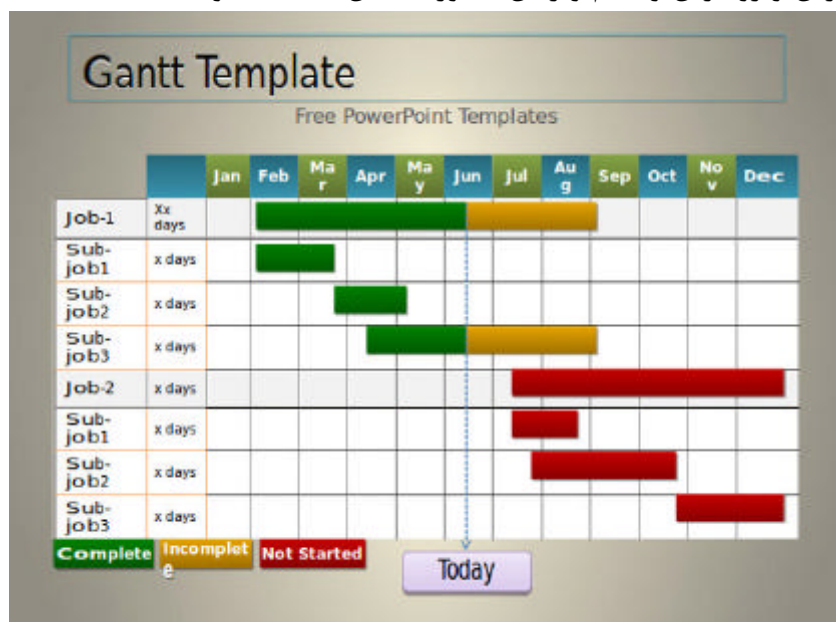 Gantt Template
Free PowerPoint Templates
Jan Feb Ma Apr Ma Jun Jul Au Sep Oct No Dec
r y g v
Job-1 Xx
days
Sub-
job1 x days
Sub-
job2 x days
Sub-
job3 x days
Job-2 x days
Sub-
job1 x days
Sub-
job2 x days
Sub-
job3 x days
Complete Incomplet Not Started
e
Today